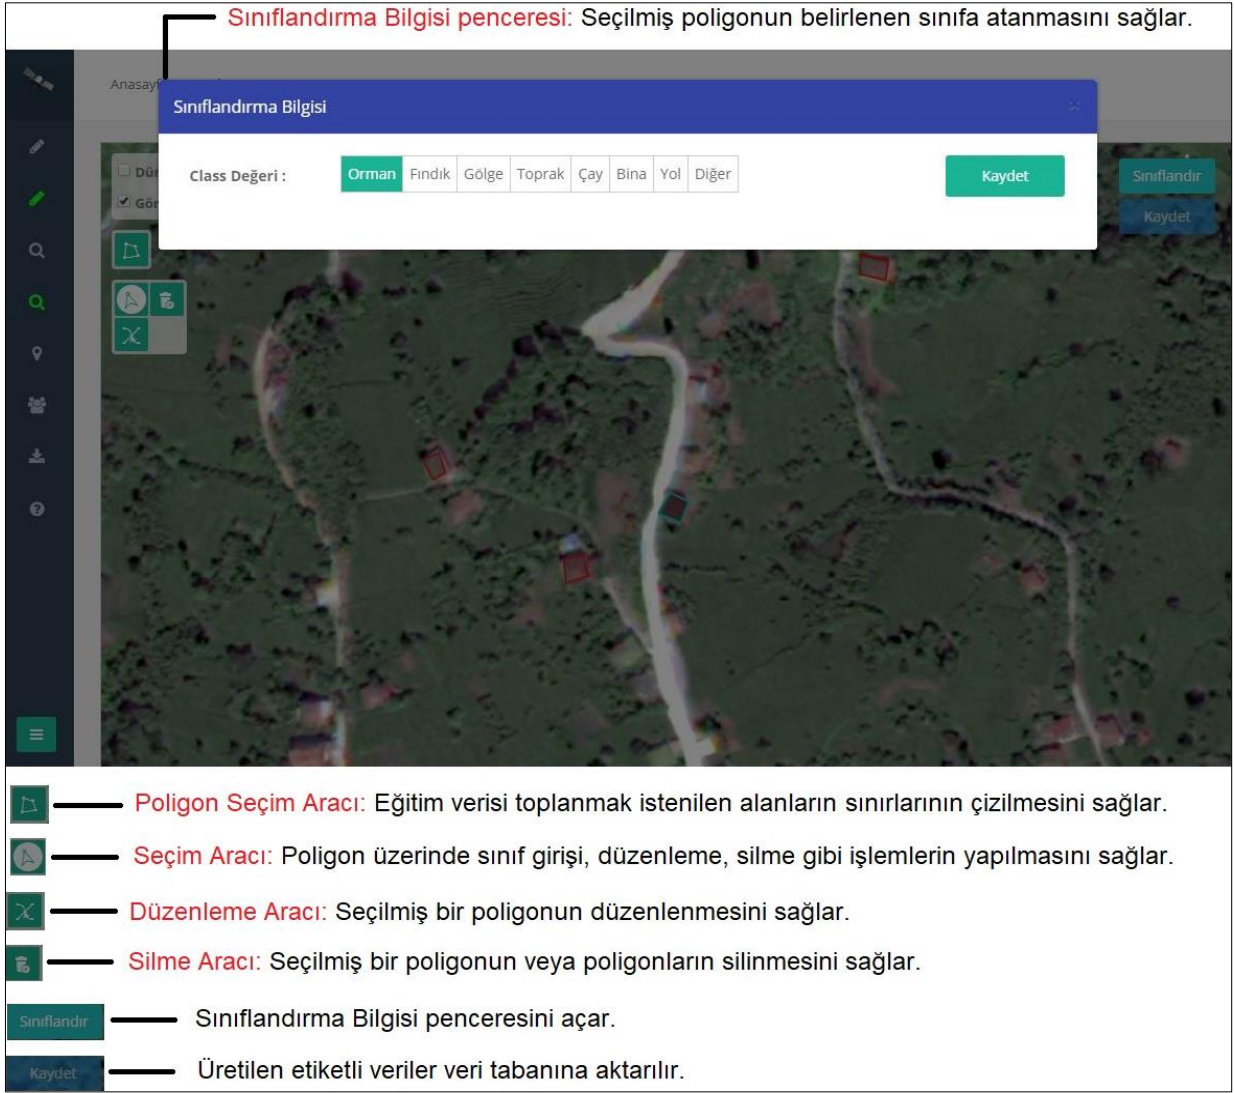 Sınıflandırma Bilgisi penceresi: Seçilmiş poligonun belirlenen sınıfa atanmasını sağlar.
Sınıflandırma Bilgisi
Class Değeri :
Orman Fındık Gölge Toprak Çay Bina Yol Diğer
Kaydet
Sınıflandır
Kaydet
Poligon Seçim Aracı: Eğitim verisi toplanmak istenilen alanların sınırlarının çizilmesini sağlar.
Seçim Aracı: Poligon üzerinde sınıf girişi, düzenleme, silme gibi işlemlerin yapılmasını sağlar.
Düzenleme Aracı: Seçilmiş bir poligonun düzenlenmesini sağlar.
Silme Aracı: Seçilmiş bir poligonun veya poligonların silinmesini sağlar.
Sınıflandır Sınıflandırma Bilgisi penceresini açar.
Kaydet Üretilen etiketli veriler veri tabanına aktarılır.